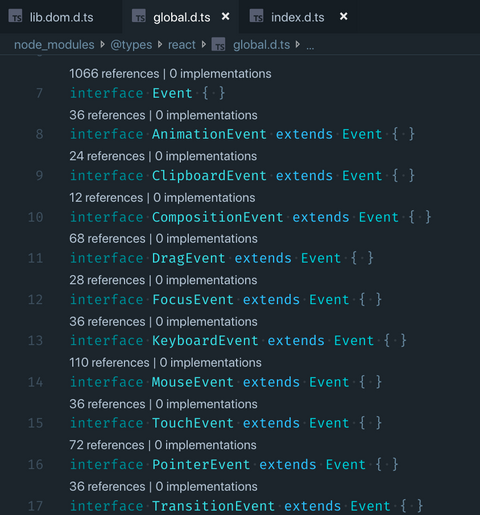 TS lib.dom.d.ts TS global.d.ts × TS index.d.ts ×
node_modules @types react TS global.d.ts ...
1066 references | 0 implementations
7 interface Event { }
36 references | 0 implementations
8 interface AnimationEvent extends Event { }
24 references | 0 implementations
9 interface ClipboardEvent extends Event { }
12 references | 0 implementations
10 interface CompositionEvent extends Event { }
68 references | 0 implementations
11 interface DragEvent extends Event { }
28 references | 0 implementations
12 interface FocusEvent extends Event { }
36 references | 0 implementations
13 interface KeyboardEvent extends Event { }
110 references | 0 implementations
14 interface MouseEvent extends Event { }
36 references | 0 implementations
15 interface TouchEvent extends Event { }
72 references | 0 implementations
16 interface PointerEvent extends Event { }
36 references | 0 implementations
17 interface TransitionEvent extends Event { }